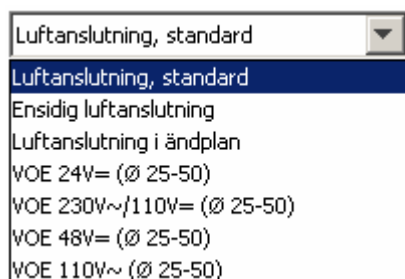 Luftanslutning, standard
Luftanslutning, standard
Ensidig luftanslutning
Luftanslutning i ändplan
VOE 24V= (Ø 25-50)
VOE 230V~/110V= (Ø 25-50)
VOE 48V= (Ø 25-50)
VOE 110V~ (Ø 25-50)